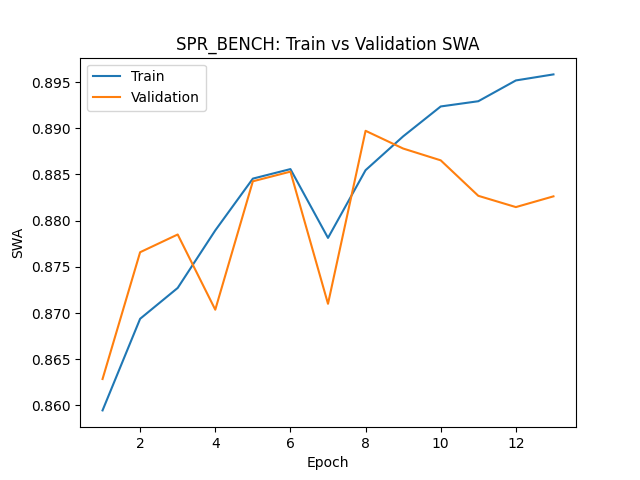 SPR_BENCH: Train vs Validation SWA
Train
Validation
0.895
0.890
0.885
0.880
0.875
0.870
0.865
0.860
SWA
2 4 6 8 10 12
Epoch